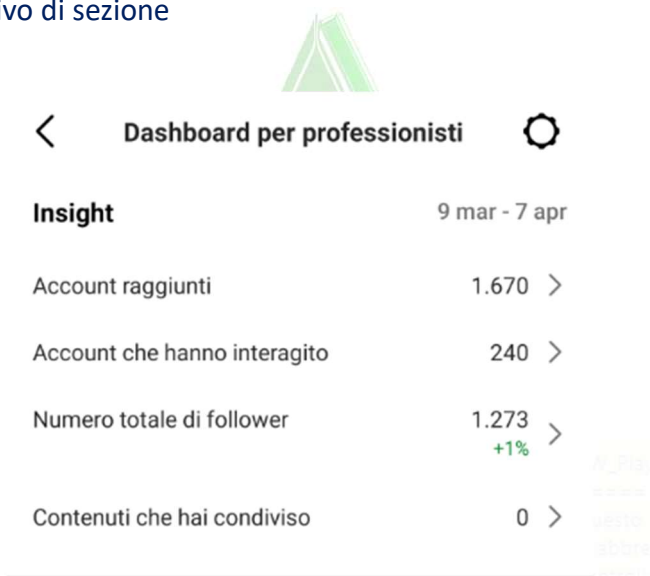 ivo di sezione
Dashboard per professionisti
Insight 9 mar - 7 apr
Account raggiunti 1.670
Account che hanno interagito 240
Numero totale di follower 1.273
+1%
Contenuti che hai condiviso 0